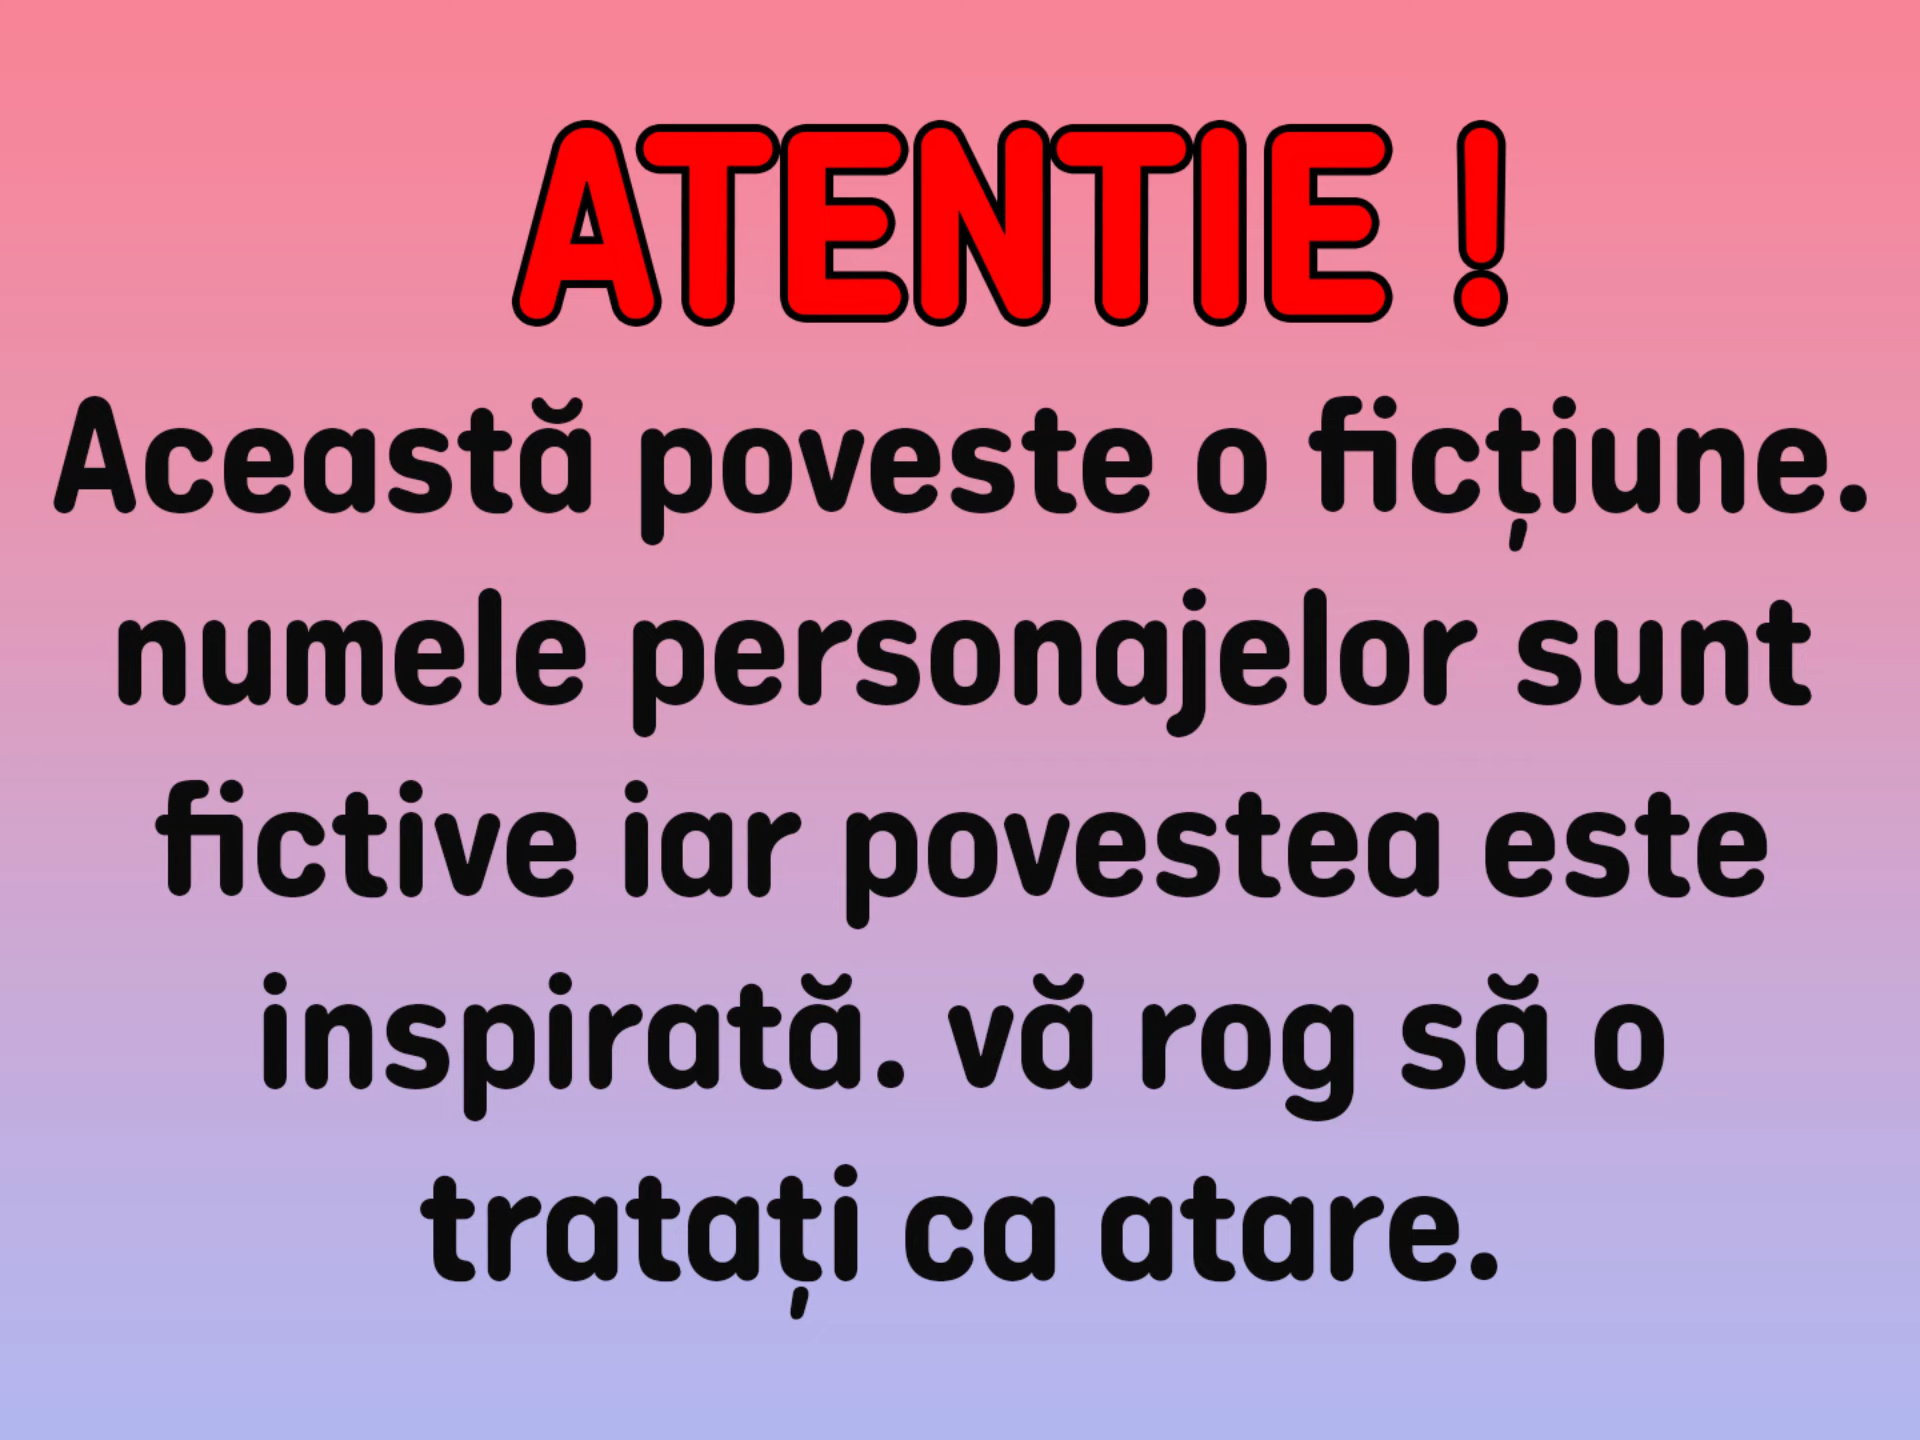 ATENTIE !
Această poveste o ficțiune.
numele personajelor sunt
fictive iar povestea este
inspirată. vă rog să o
tratați ca atare.